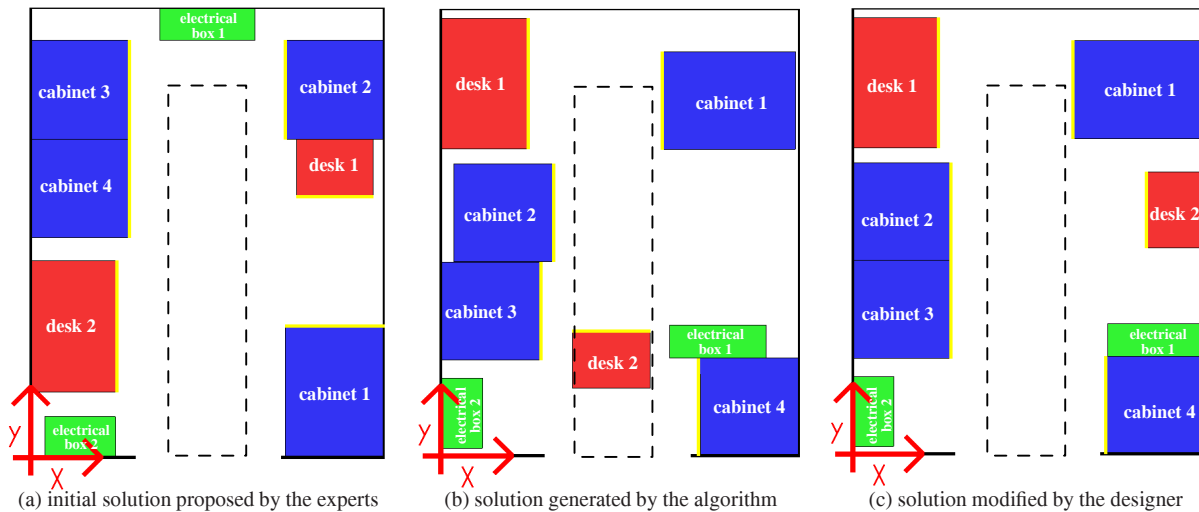 electrical
box 1
cabinet 3
cabinet 2
cabinet 4
desk 1
desk 2
cabinet 1
electrical
box 2
Y
X
(a) initial solution proposed by the experts
desk 1
cabinet 1
cabinet 2
cabinet 3
electrical
box 1
desk 2
cabinet 4
electrical
box 2
Y
X
(b) solution generated by the algorithm
desk 1
cabinet 1
cabinet 2
desk 2
cabinet 3
electrical
box 1
cabinet 4
electrical
box 2
Y
X
(c) solution modified by the designer